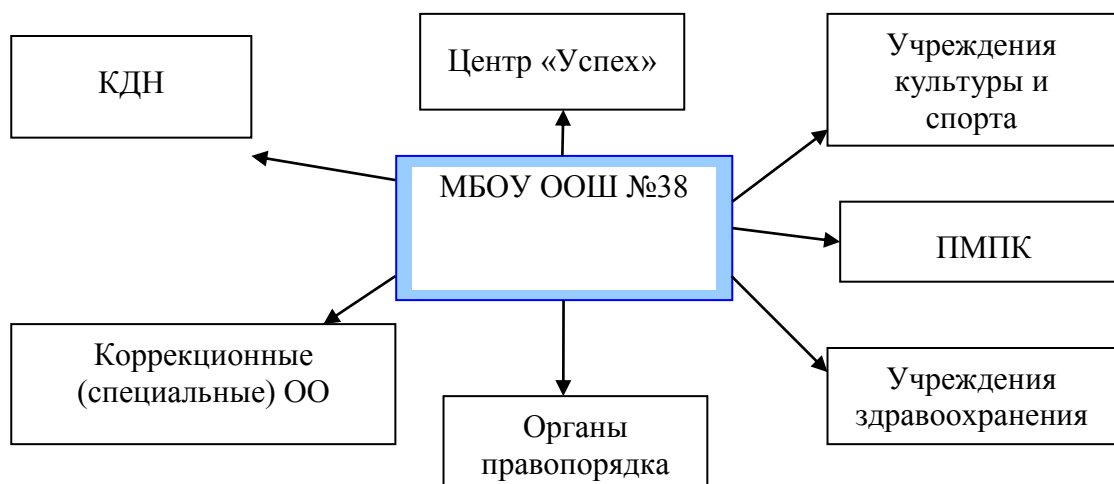 КДН
Центр «Успех»
Учреждения
культуры и
спорта
МБОУ ООШ №38
ПМПК
Коррекционные
(специальные) ОО
Органы
правопорядка
Учреждения
здравоохранения